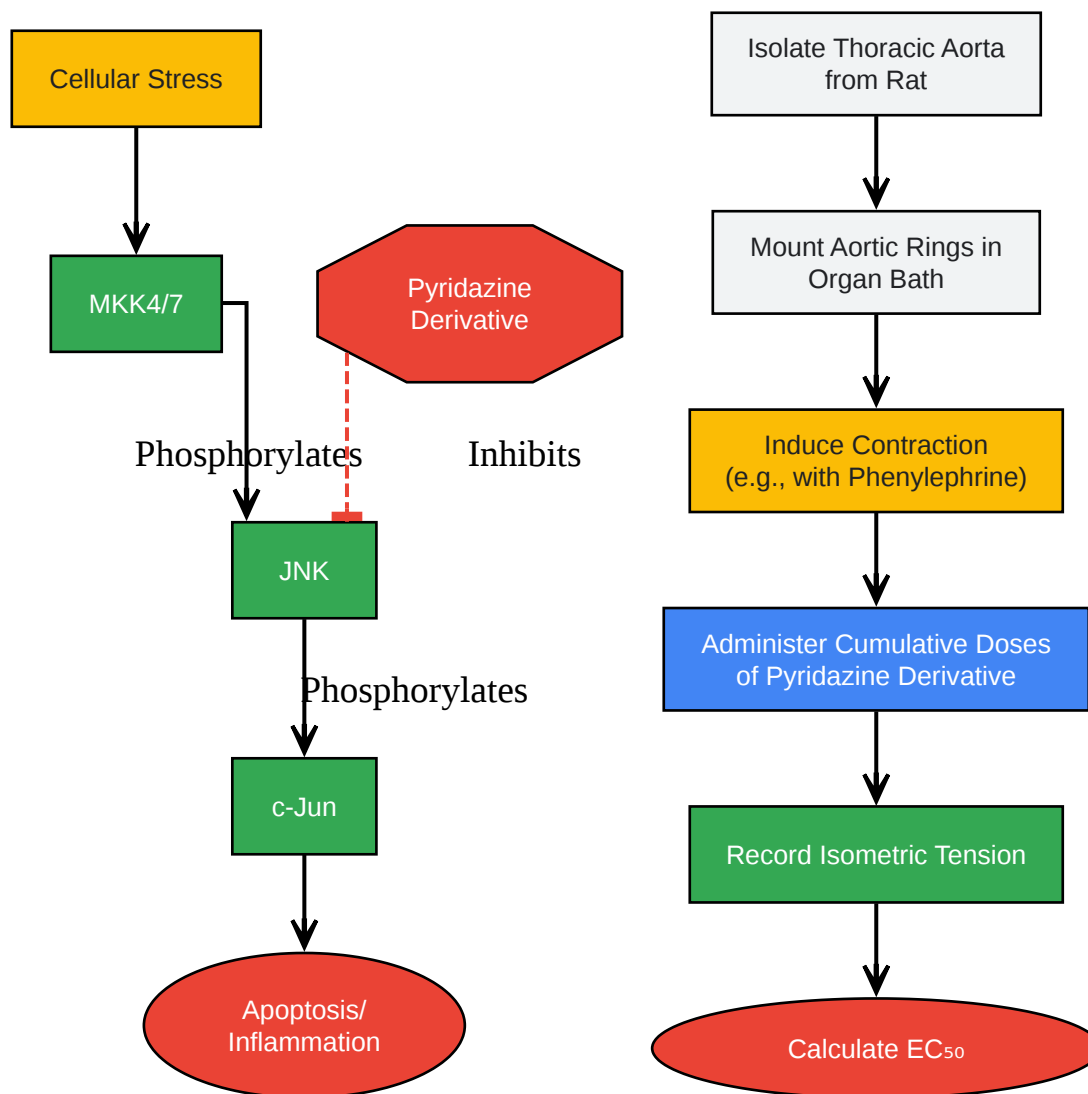 Cellular Stress
MKK4/7
Pyridazine
Derivative
Phosphorylates
Inhibits
JNK
Phosphorylates
c-Jun
Apoptosis/
Inflammation
Isolate Thoracic Aorta
from Rat
Mount Aortic Rings in
Organ Bath
Induce Contraction
(e.g., with Phenylephrine)
Administer Cumulative Doses
of Pyridazine Derivative
Record Isometric Tension
Calculate EC₅₀